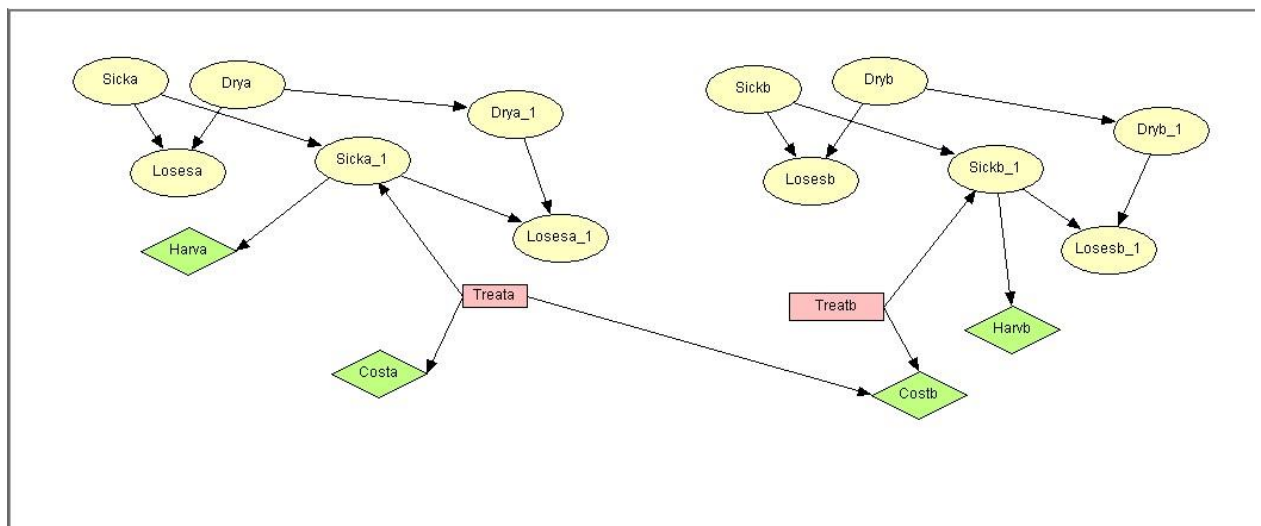 Sicka
Drya
Drya_1
Losesa
Sicka_1
Losesa_1
Harva
Treata
Costa
Sickb
Dryb
Dryb_1
Losesb
Sickb_1
Losesb_1
Treatb
Harvb
Costb